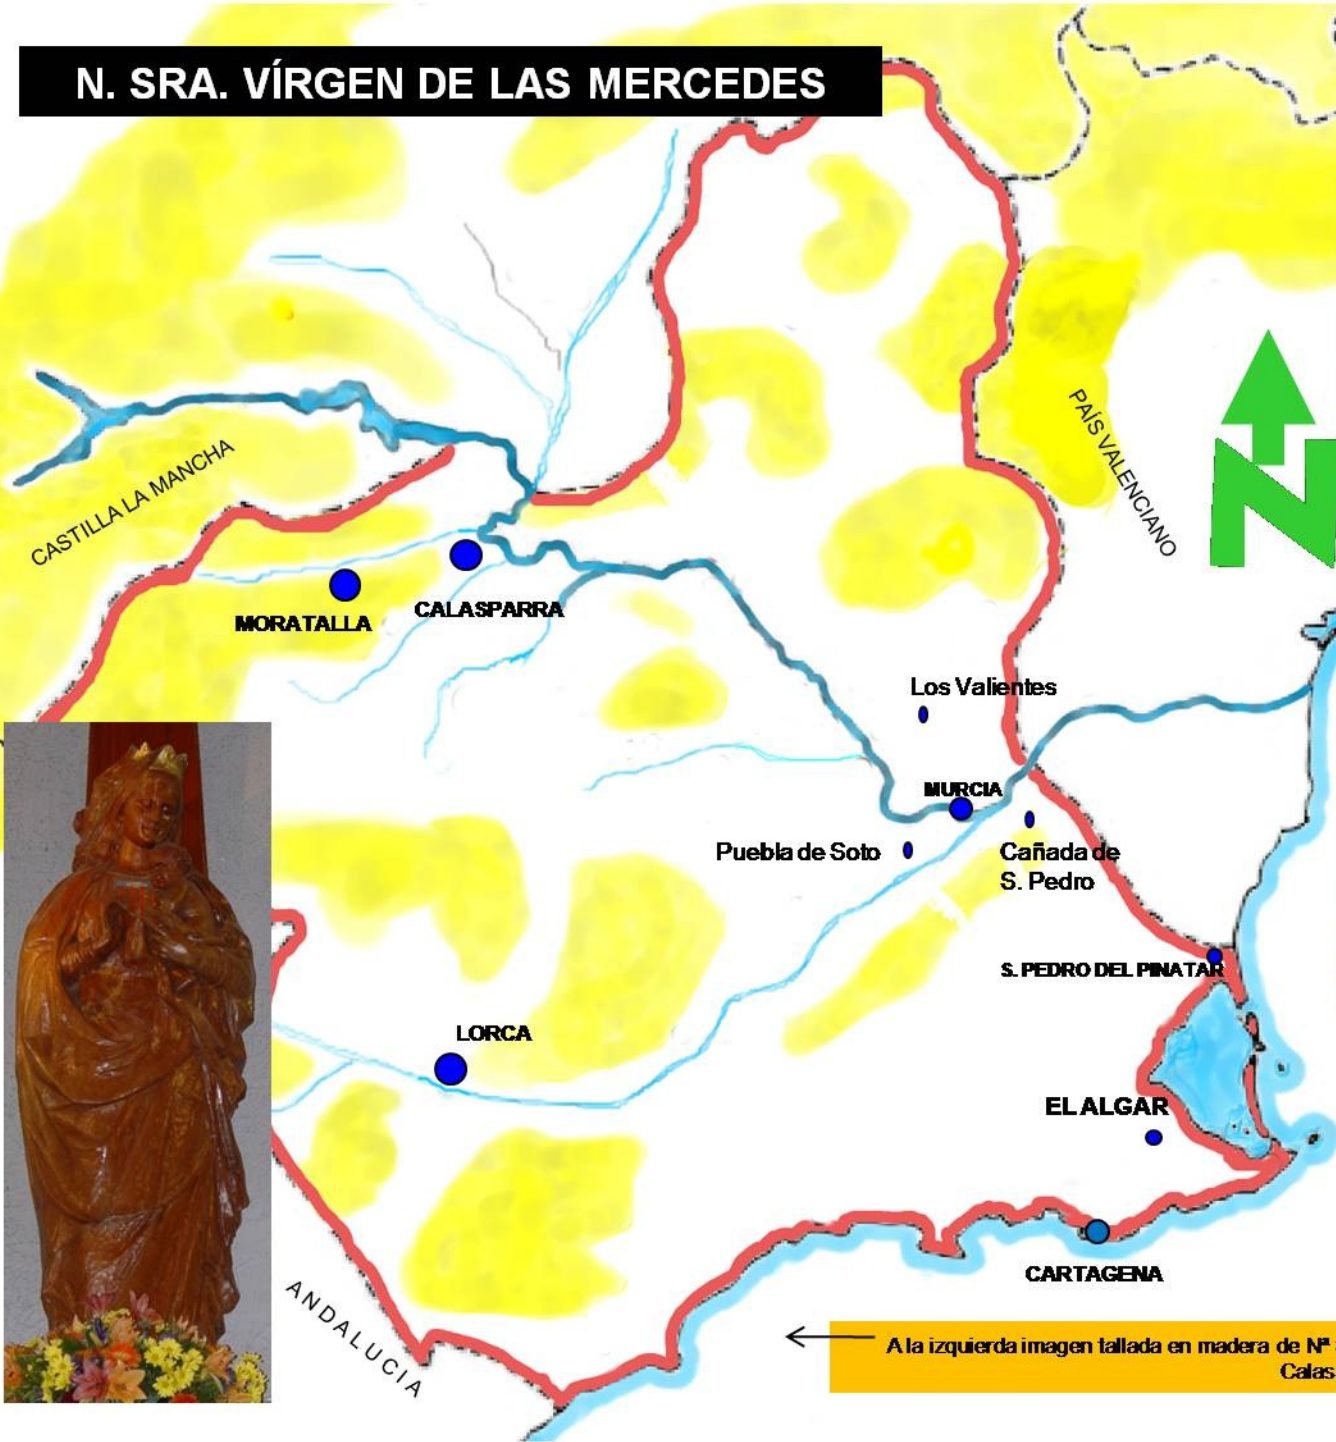 N. SRA. VÍRGEN DE LAS MERCEDES
CASTILLA LA MANCHA
PAÍS VALENCIANO
N
MORATALLA
CALASPARRA
Los Valientes
MURCIA
Puebla de Soto
Cañada de
S. Pedro
S. PEDRO DEL PINATAR
LORCA
EL ALGAR
CARTAGENA
ANDALUCIA
A la izquierda imagen tallada en madera de Nª
Calas